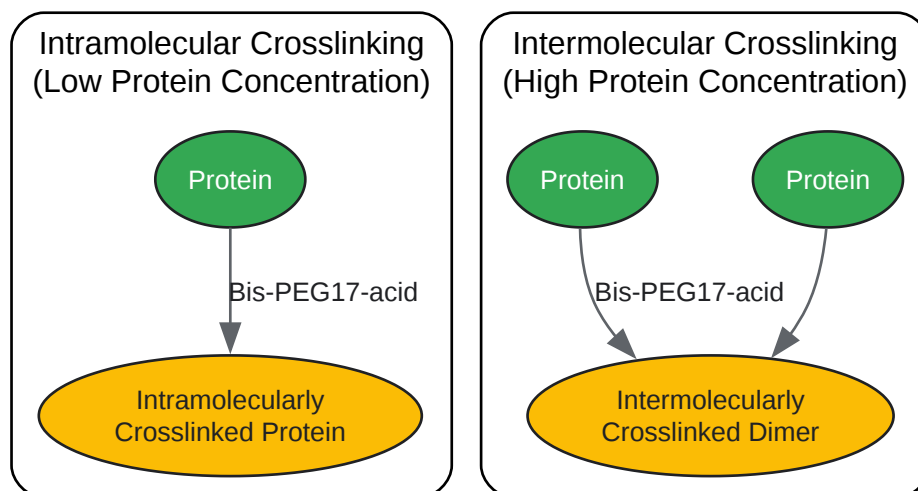 Intramolecular Crosslinking
(Low Protein Concentration)
Protein
Bis-PEG17-acid
Intramolecularly
Crosslinked Protein
Intermolecular Crosslinking
(High Protein Concentration)
Protein
Protein
Bis-PEG17-acid
Intermolecularly
Crosslinked Dimer